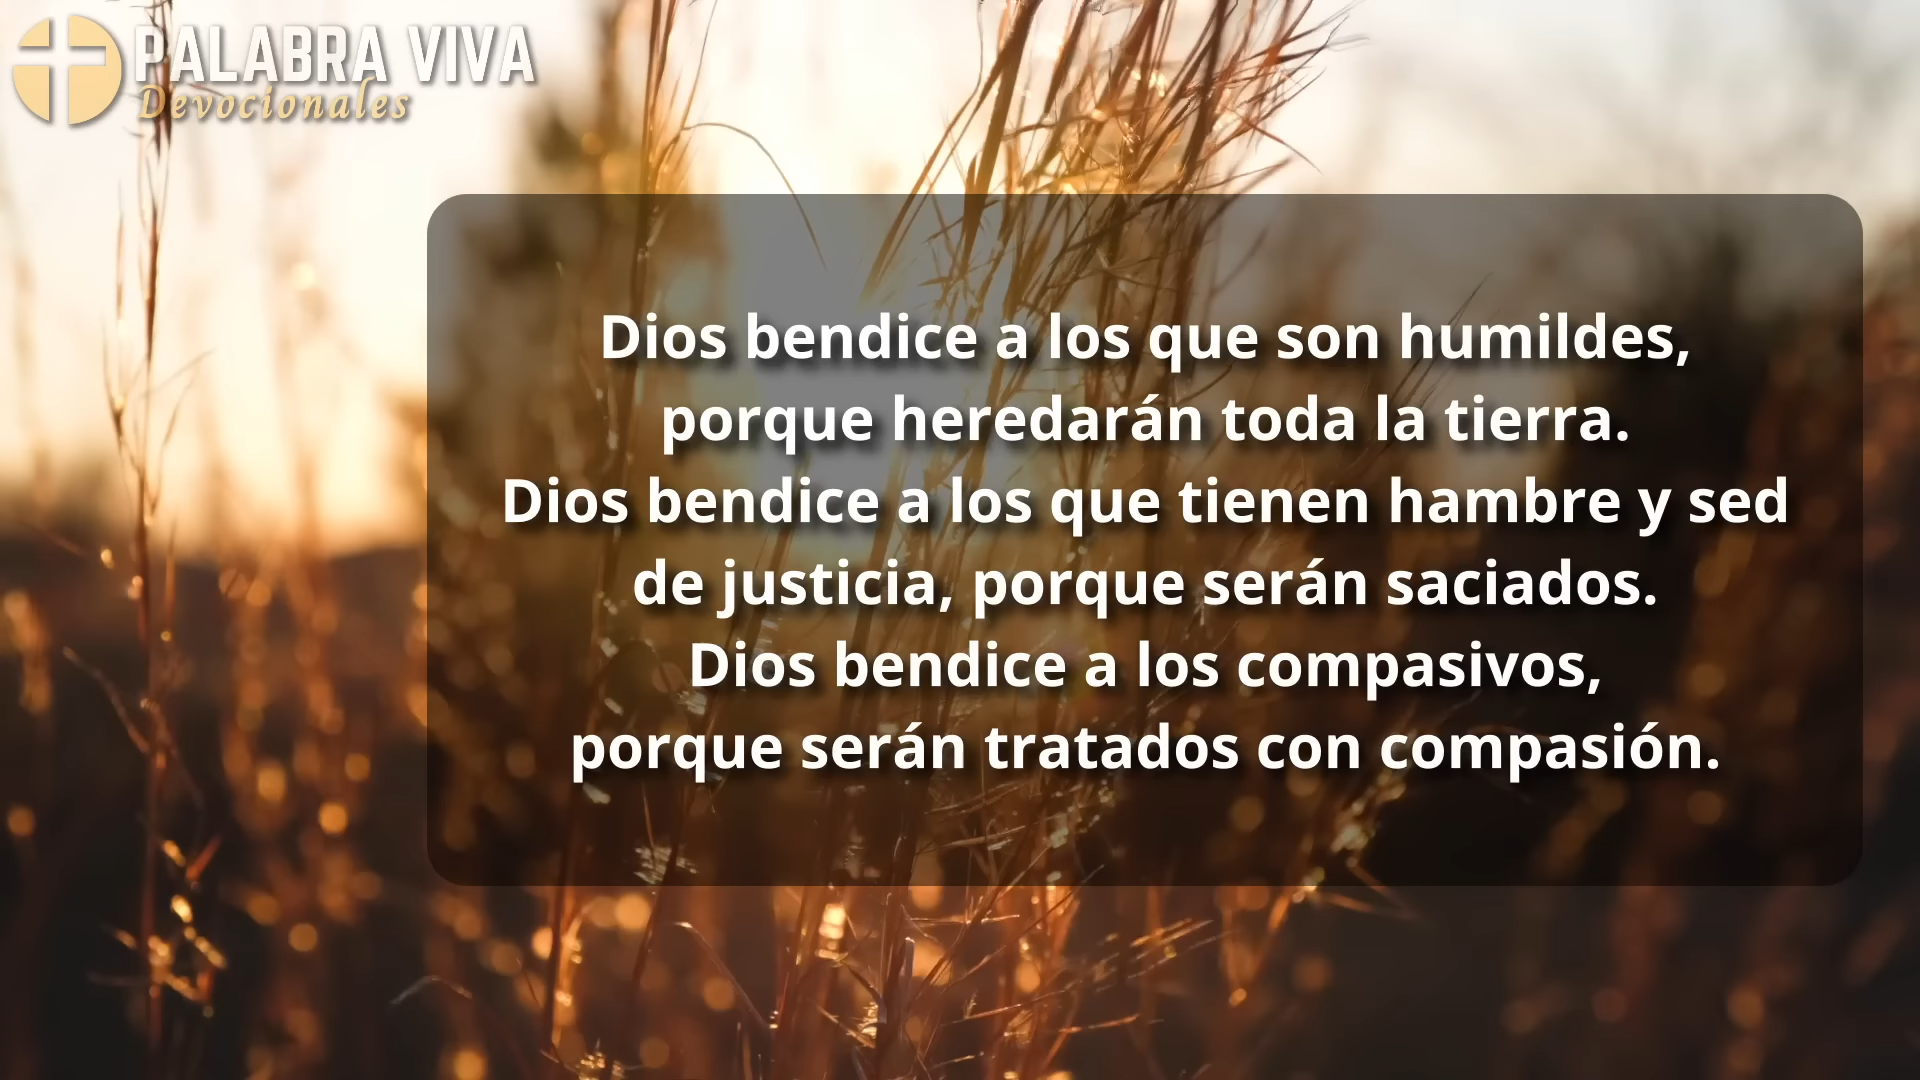 PALABRA VIVA
Devocionales
Dios bendice a los que son humildes,
porque heredarán toda la tierra.
Dios bendice a los que tienen hambre y sed
de justicia, porque serán saciados.
Dios bendice a los compasivos,
porque serán tratados con compasión.